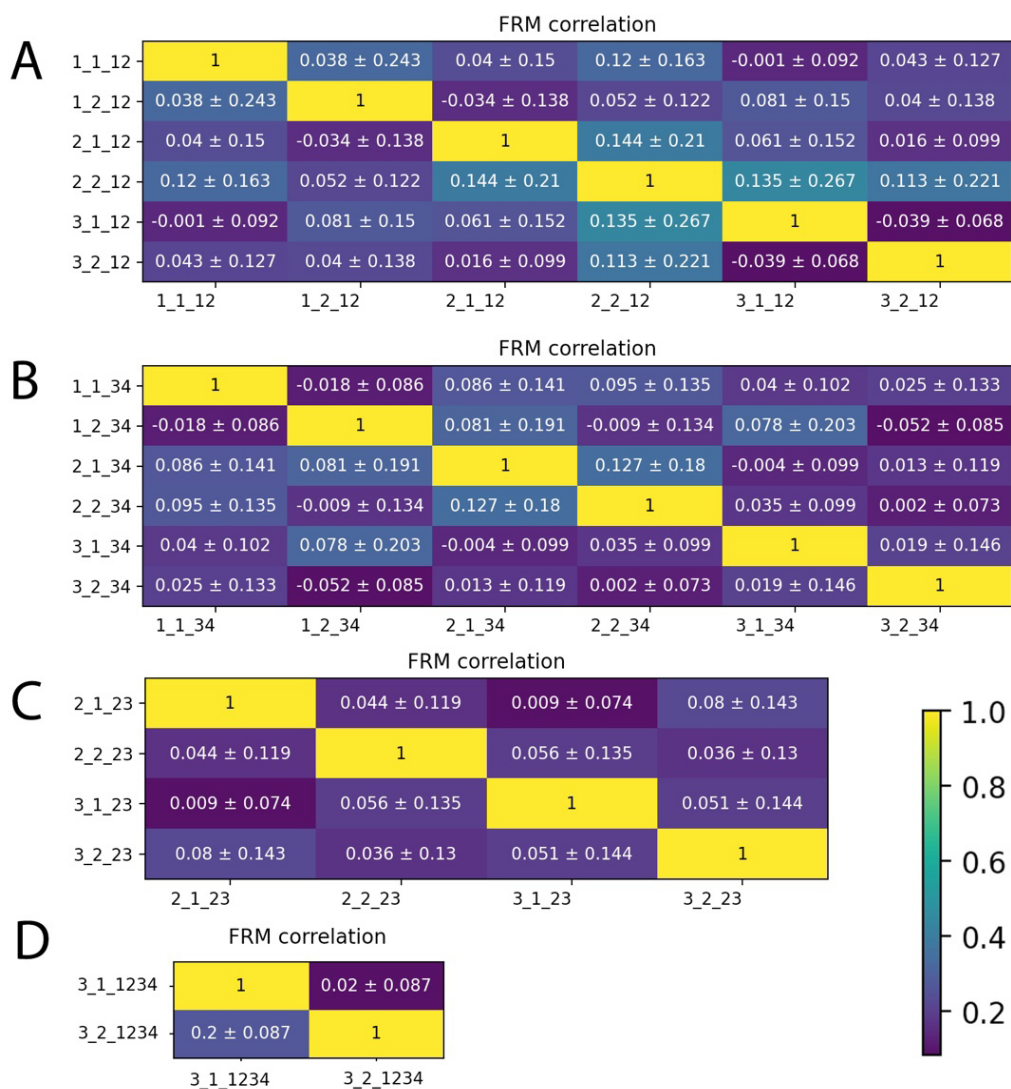 FRM correlation
A
1_1_12 1 0.038 ± 0.243 0.04 ± 0.15 0.12 ± 0.163 -0.001 ± 0.092 0.043 ± 0.127
1_2_12 0.038 ± 0.243 1 -0.034 ± 0.138 0.052 ± 0.122 0.081 ± 0.15 0.04 ± 0.138
2_1_12 0.04 ± 0.15 -0.034 ± 0.138 1 0.144 ± 0.21 0.061 ± 0.152 0.016 ± 0.099
2_2_12 0.12 ± 0.163 0.052 ± 0.122 0.144 ± 0.21 1 0.135 ± 0.267 0.113 ± 0.221
3_1_12 -0.001 ± 0.092 0.081 ± 0.15 0.061 ± 0.152 0.135 ± 0.267 1 -0.039 ± 0.068
3_2_12 0.043 ± 0.127 0.04 ± 0.138 0.016 ± 0.099 0.113 ± 0.221 -0.039 ± 0.068 1
1_1_12 1_2_12 2_1_12 2_2_12 3_1_12 3_2_12
FRM correlation
B
1_1_34 1 -0.018 ± 0.086 0.086 ± 0.141 0.095 ± 0.135 0.04 ± 0.102 0.025 ± 0.133
1_2_34 -0.018 ± 0.086 1 0.081 ± 0.191 -0.009 ± 0.134 0.078 ± 0.203 -0.052 ± 0.085
2_1_34 0.086 ± 0.141 0.081 ± 0.191 1 0.127 ± 0.18 -0.004 ± 0.099 0.013 ± 0.119
2_2_34 0.095 ± 0.135 -0.009 ± 0.134 0.127 ± 0.18 1 0.035 ± 0.099 0.002 ± 0.073
3_1_34 0.04 ± 0.102 0.078 ± 0.203 -0.004 ± 0.099 0.035 ± 0.099 1 0.019 ± 0.146
3_2_34 0.025 ± 0.133 -0.052 ± 0.085 0.013 ± 0.119 0.002 ± 0.073 0.019 ± 0.146 1
1_1_34 1_2_34 2_1_34 2_2_34 3_1_34 3_2_34
FRM correlation
C
2_1_23 1 0.044 ± 0.119 0.009 ± 0.074 0.08 ± 0.143
2_2_23 0.044 ± 0.119 1 0.056 ± 0.135 0.036 ± 0.13
3_1_23 0.009 ± 0.074 0.056 ± 0.135 1 0.051 ± 0.144
3_2_23 0.08 ± 0.143 0.036 ± 0.13 0.051 ± 0.144 1
2_1_23 2_2_23 3_1_23 3_2_23
D
FRM correlation
3_1_1234 1 0.02 ± 0.087
3_2_1234 0.2 ± 0.087 1
3_1_1234 3_2_1234
1.0
0.8
0.6
0.4
0.2